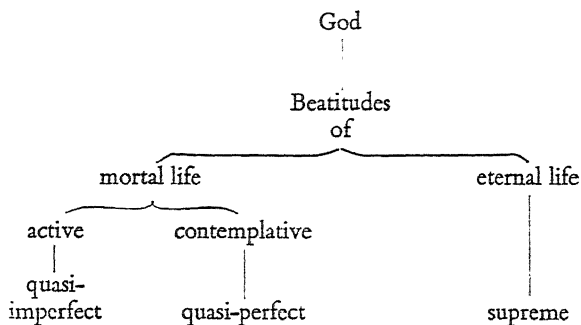 God
Beatitudes
of
mortal life eternal life
active contemplative
quasi-
imperfect quasi-perfect supreme